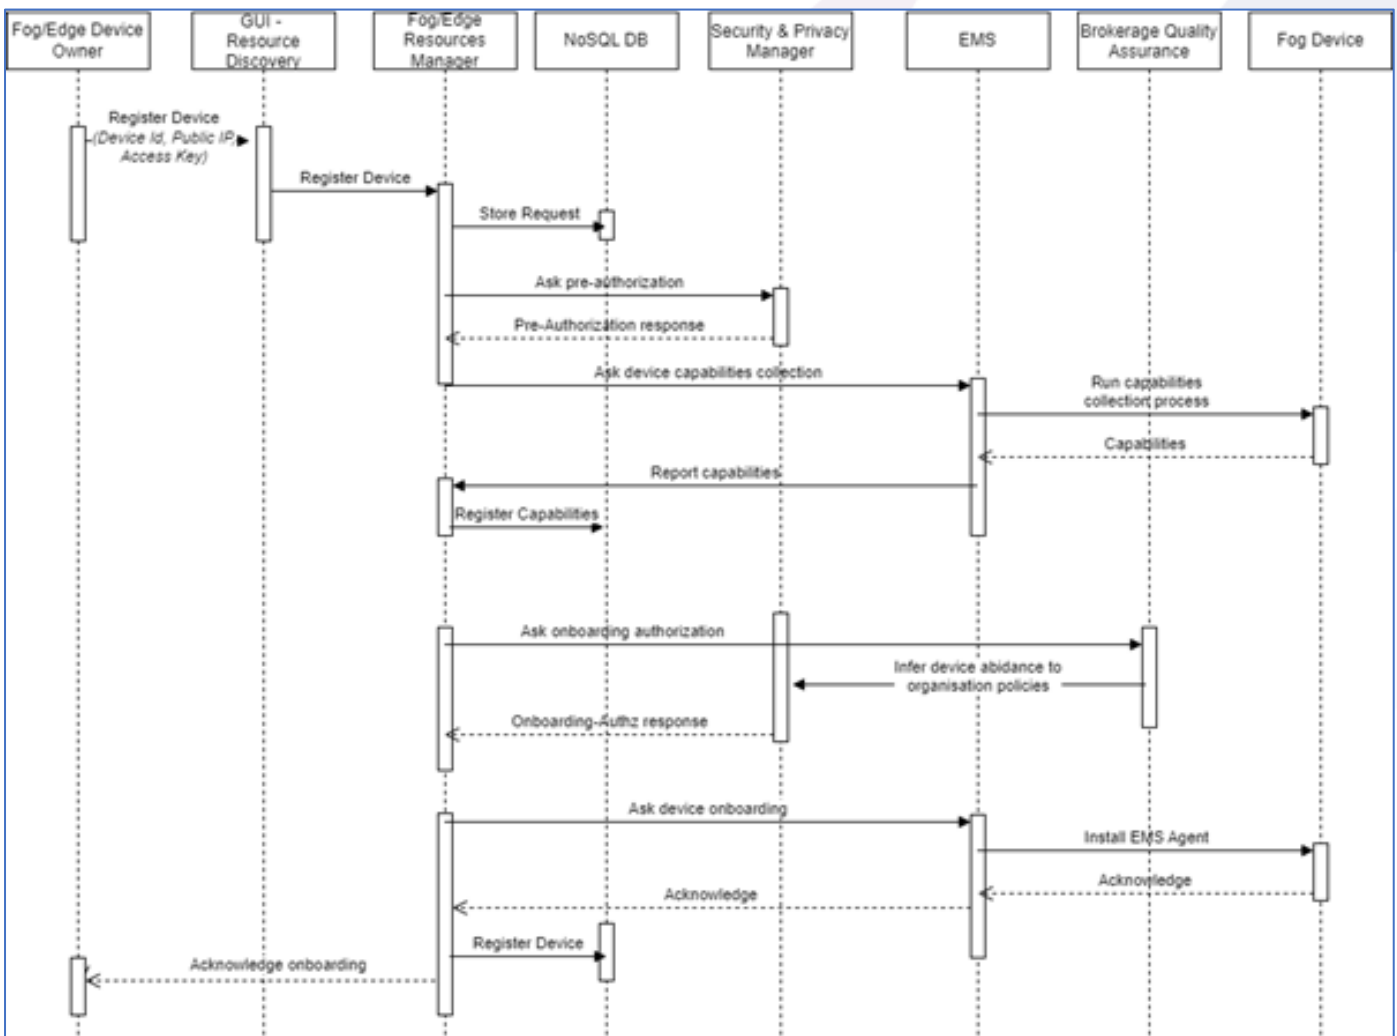 Fog/Edge Device
Owner
GUI -
Resource
Discovery
Fog/Edge
Resources
Manager
NoSQL DB
Security & Privacy
Manager
EMS
Brokerage Quality
Assurance
Fog Device
Register Device
(Device Id, Public IP,
Access Key)
Register Device
Store Request
Ask pre-authorization
Pre-Authorization response
Ask device capabilities collection
Run capabilities
collection process
Capabilities
Report capabilities
Register Capabilities
Ask onboarding authorization
Infer device abidance to
organisation policies
Onboarding-Authz response
Ask device onboarding
Install EMS Agent
Acknowledge
Acknowledge
Register Device
Acknowledge onboarding